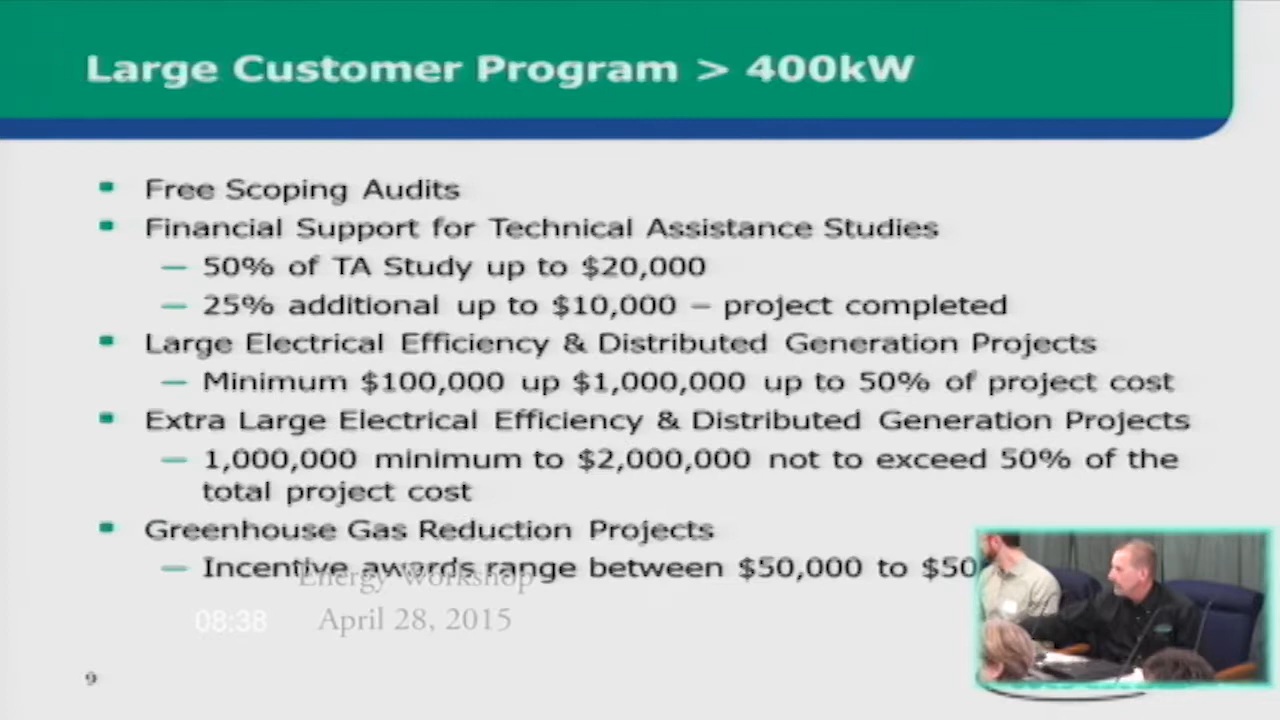 Large Customer Program > 400kW
Free Scoping Audits
Financial Support for Technical Assistance Studies
— 50% of TA Study up to $20,000
— 25% additional up to $10,000 – project completed
Large Electrical Efficiency & Distributed Generation Projects
— Minimum $100,000 up $1,000,000 up to 50% of project cost
Extra Large Electrical Efficiency & Distributed Generation Projects
— 1,000,000 minimum to $2,000,000 not to exceed 50% of the
total project cost
Greenhouse Gas Reduction Projects
— Incentive awards range between $50,000 to $50
Energy Workshop
08:38 April 28, 2015
9